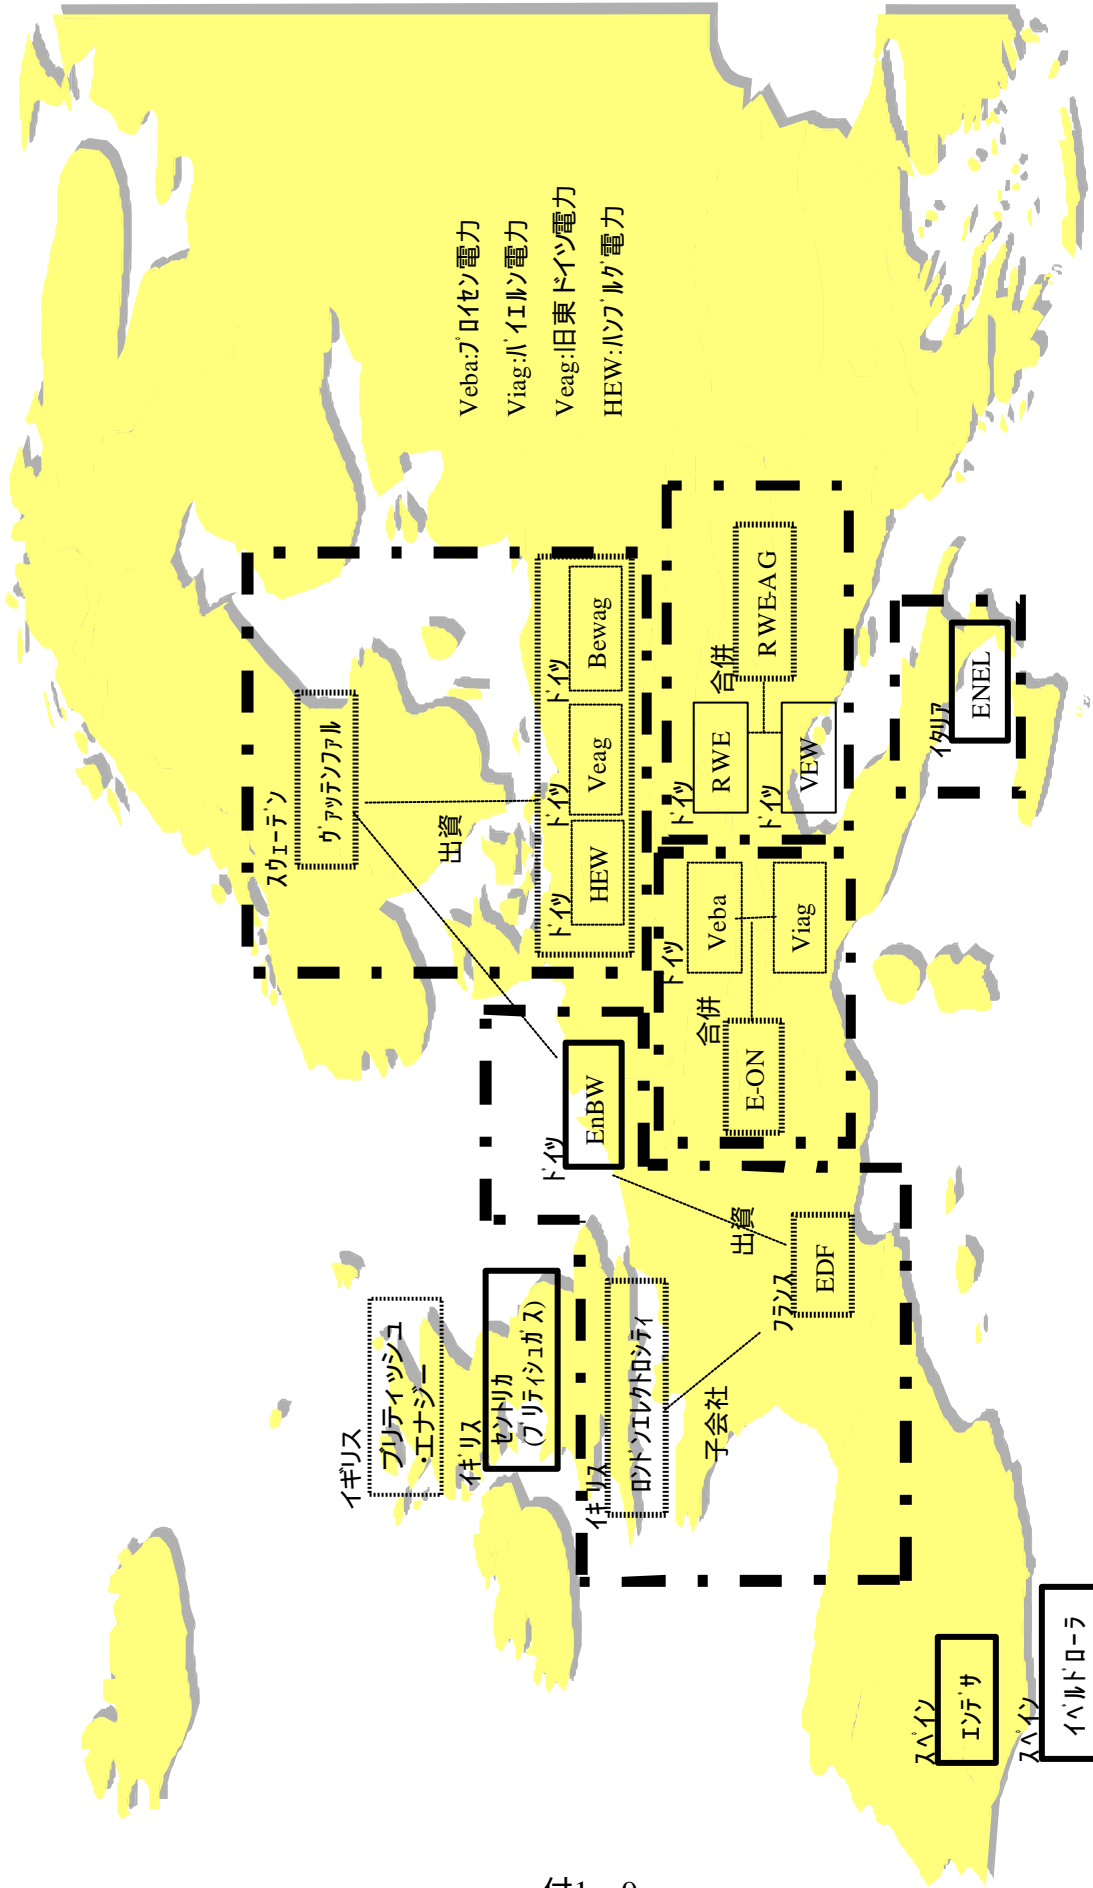 イギリス
ブリティッシュ
・エナジー
イギリス
セントリカ
(ブリティシュガス)
イギリス
ロンドンエレクトロシティ
子会社
フランス
EDF
出資
ドイツ
EnBW
スウェーデン
ヴァッテンファル
出資
ドイツ
HEW
ドイツ
Veag
ドイツ
Bewag
ドイツ
Veba
Viag
合併
E-ON
ドイツ
RWE
ドイツ
VEW
合併
RWE-AG
イタリア
ENEL
スペイン
エンデサ
スペイン
イベルドローラ
Veba:プロイセン電力
Viag:バイエルン電力
Veag:旧東ドイツ電力
HEW:ハンブルグ電力